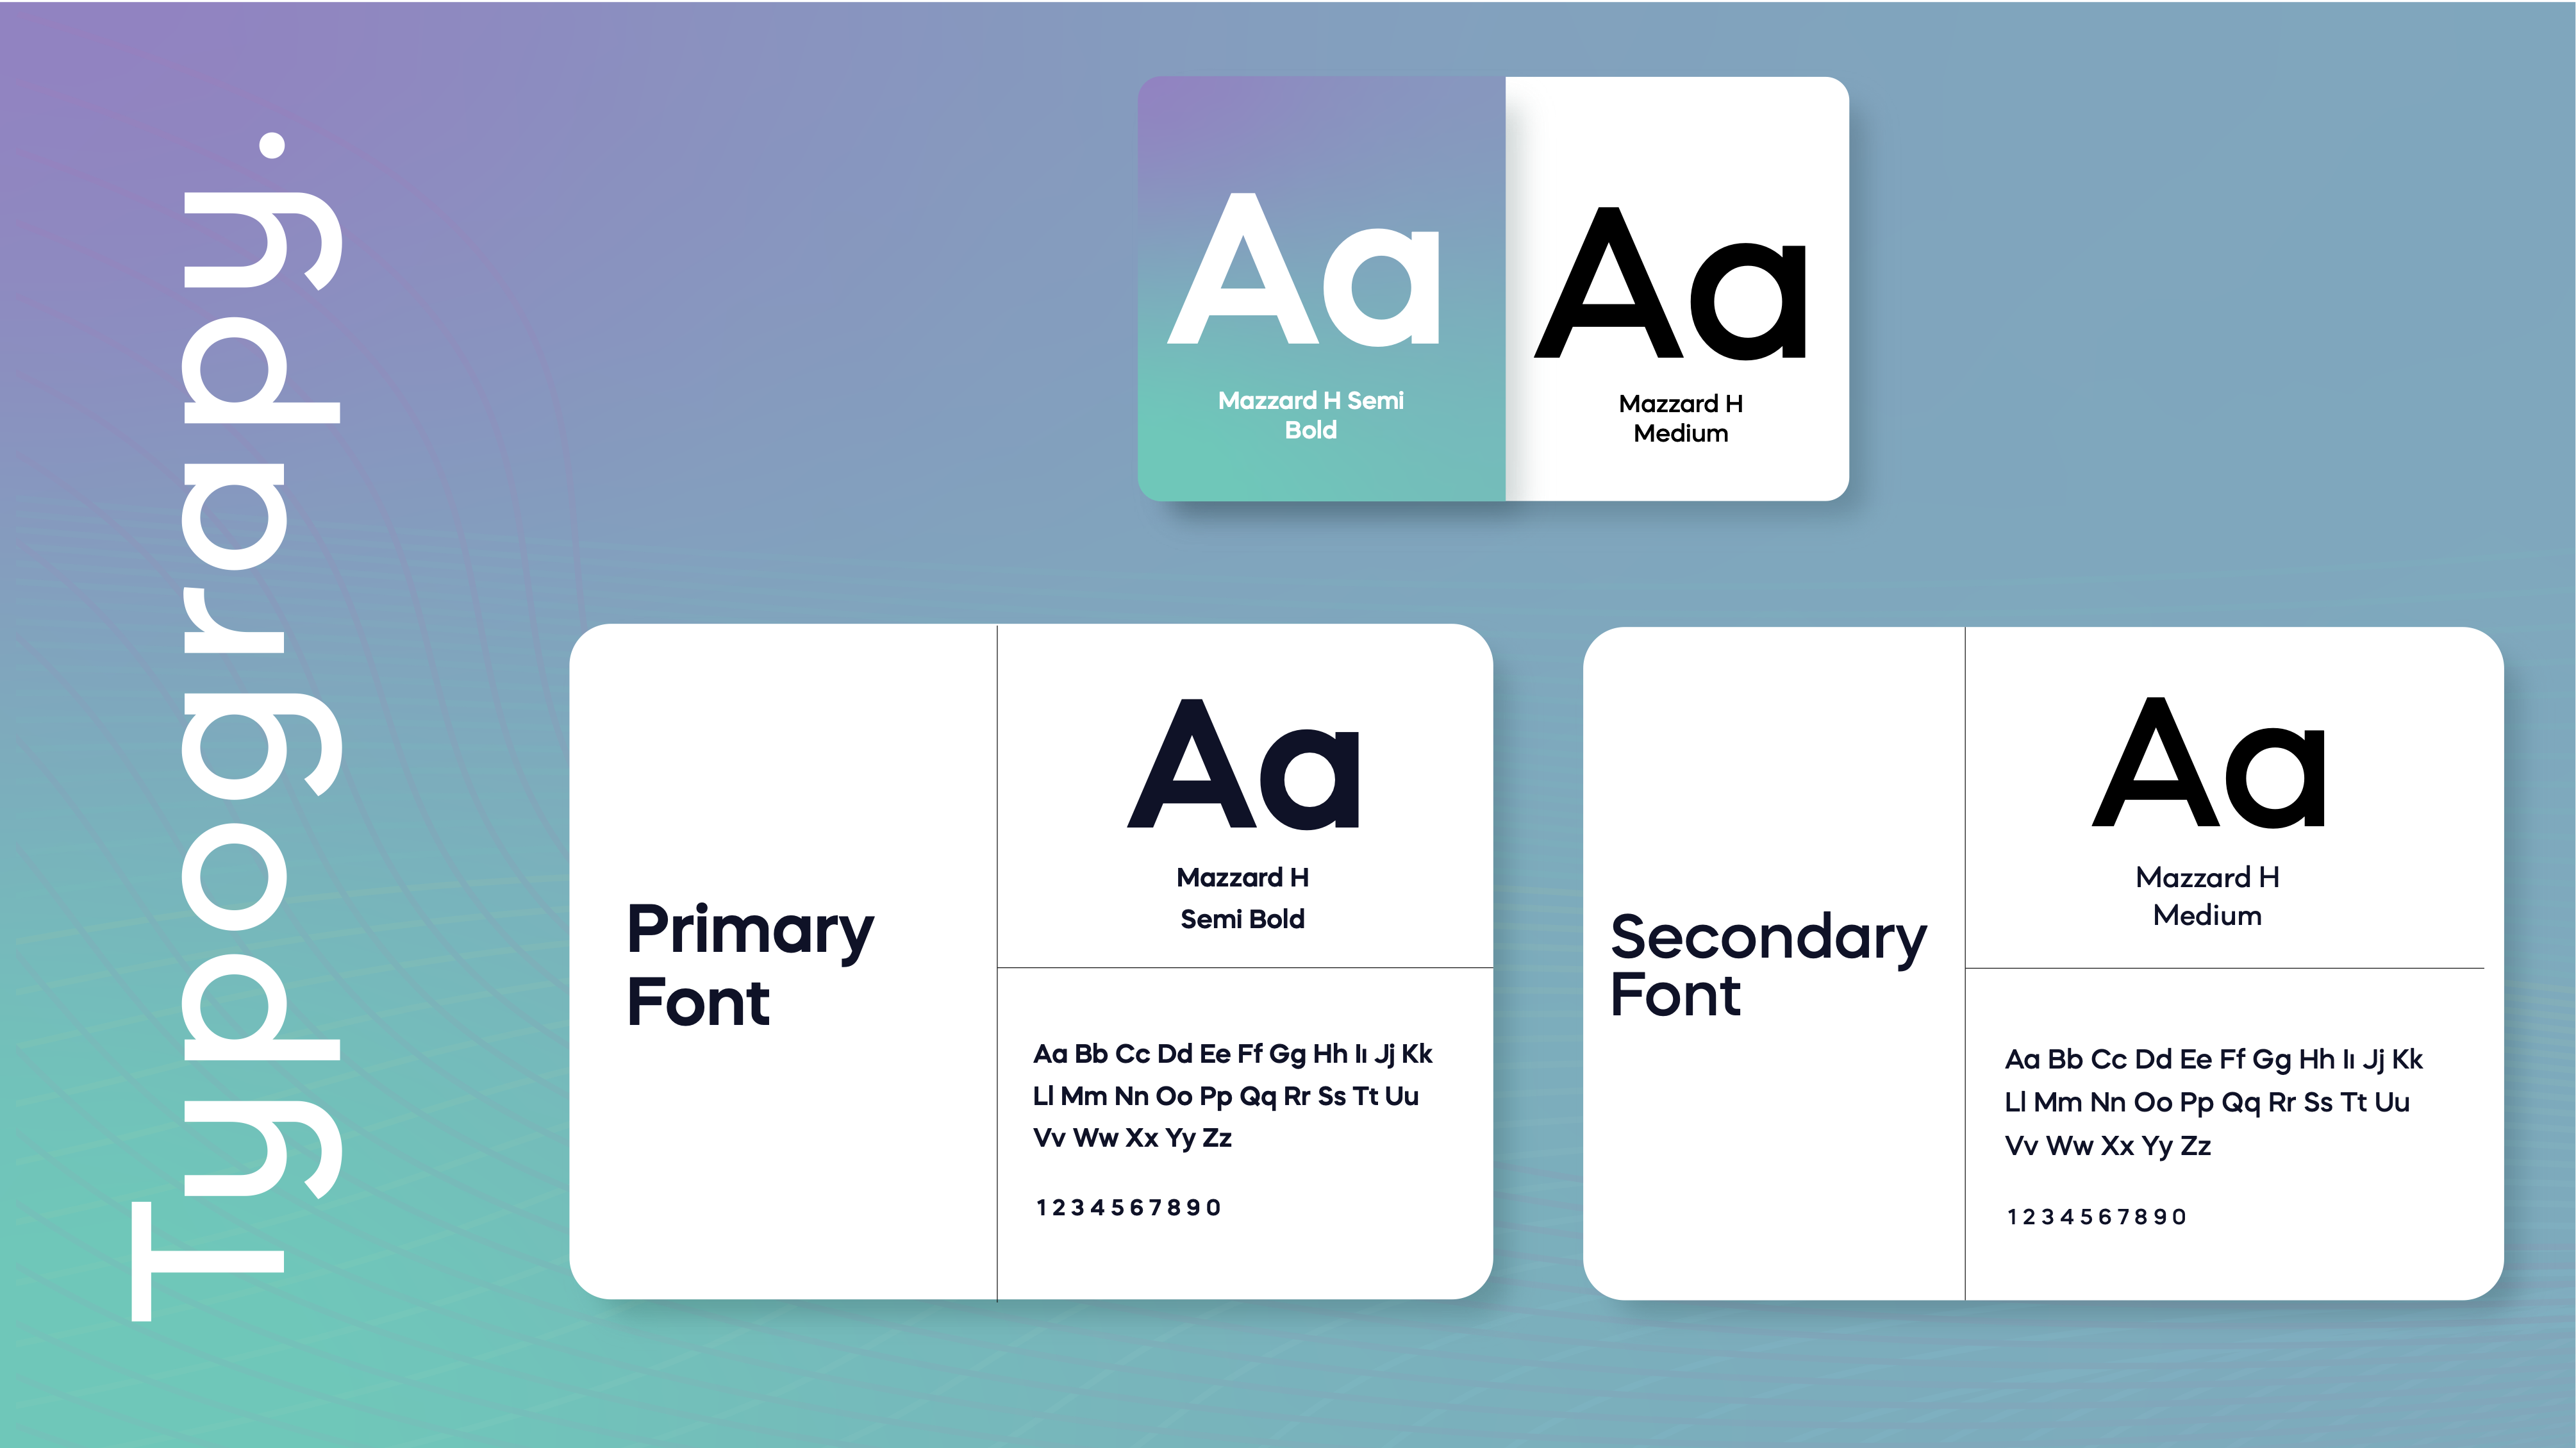 Typograpy.
Aa
Mazzard H Semi
Bold
Aa
Mazzard H
Medium
Primary
Font
Aa
Mazzard H
Semi Bold
Aa Bb Cc Dd Ee Ff Gg Hh Iı Jj Kk
Ll Mm Nn Oo Pp Qq Rr Ss Tt Uu
Vv Ww Xx Yy Zz
1 2 3 4 5 6 7 8 9 0
Secondary
Font
Aa
Mazzard H
Medium
Aa Bb Cc Dd Ee Ff Gg Hh Iı Jj Kk
Ll Mm Nn Oo Pp Qq Rr Ss Tt Uu
Vv Ww Xx Yy Zz
1 2 3 4 5 6 7 8 9 0